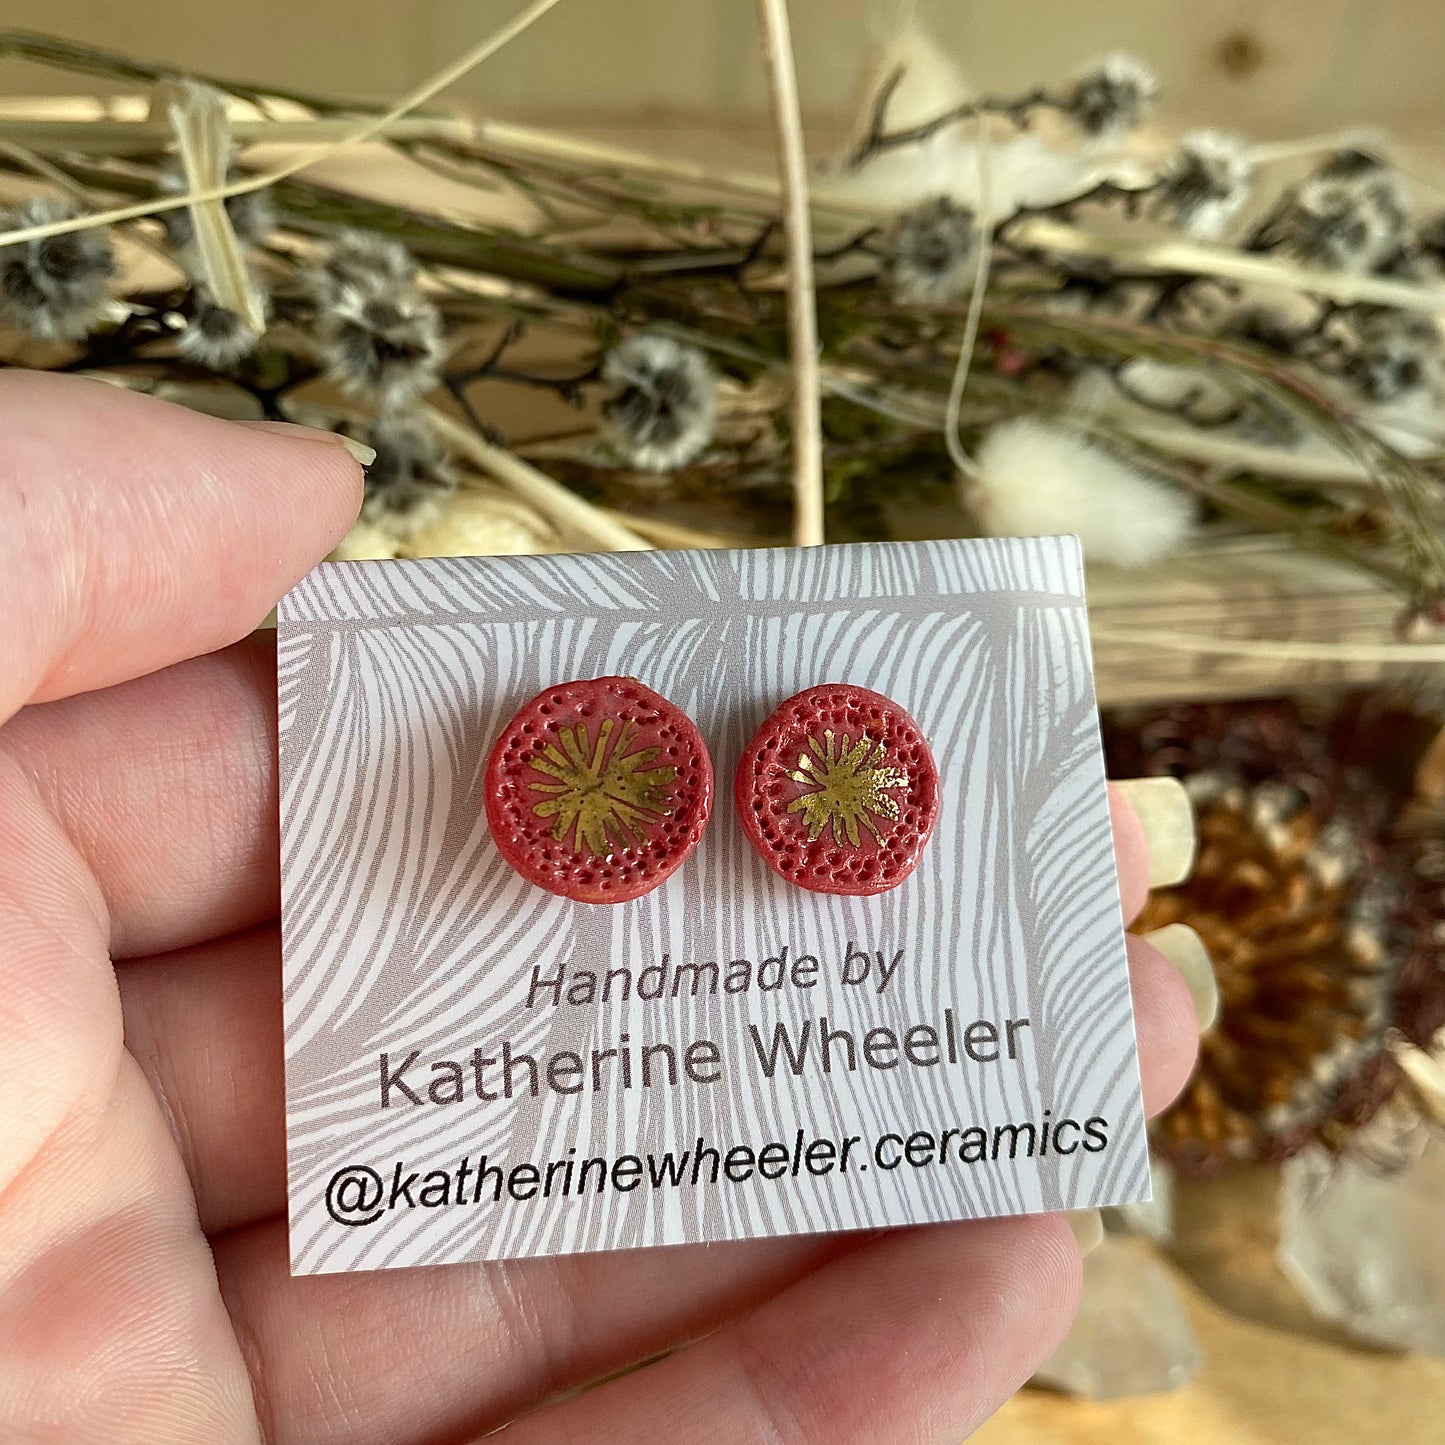 Handmade by
Katherine Wheeler
@katherinewheeler.ceramics